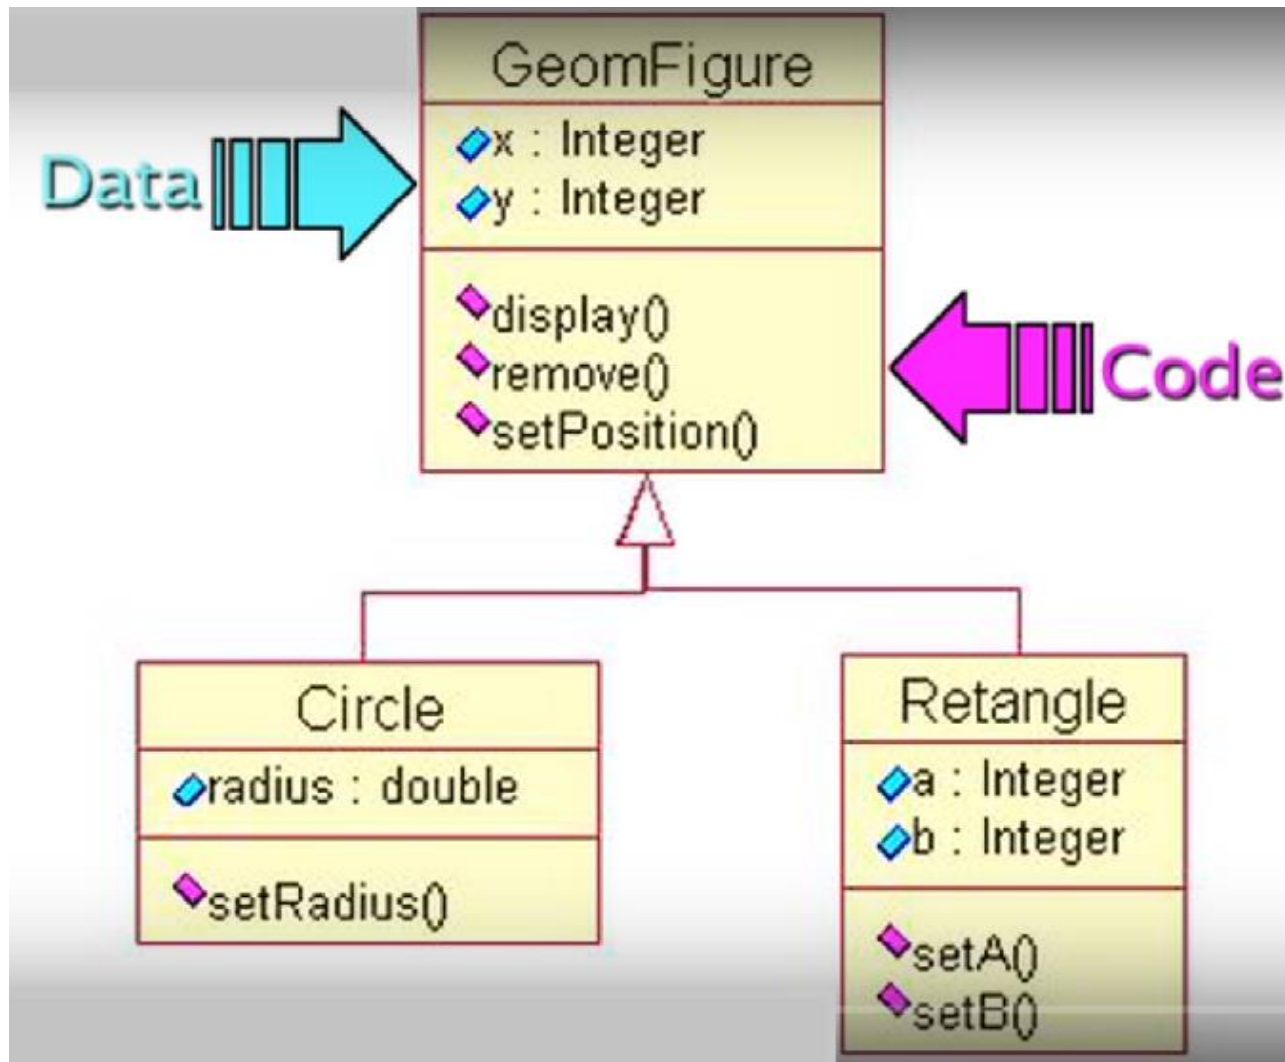 GeomFigure
x : Integer
y : Integer
Data
display()
remove()
setPosition()
Code
Circle
radius : double
setRadius()
Retangle
a : Integer
b : Integer
setA()
setB()